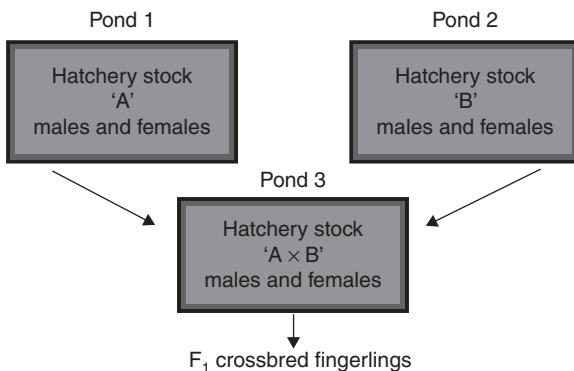 Pond 1
Hatchery stock
‘A’
males and females
Pond 2
Hatchery stock
‘B’
males and females
Pond 3
Hatchery stock
‘A × B’
males and females
F₁ crossbred fingerlings